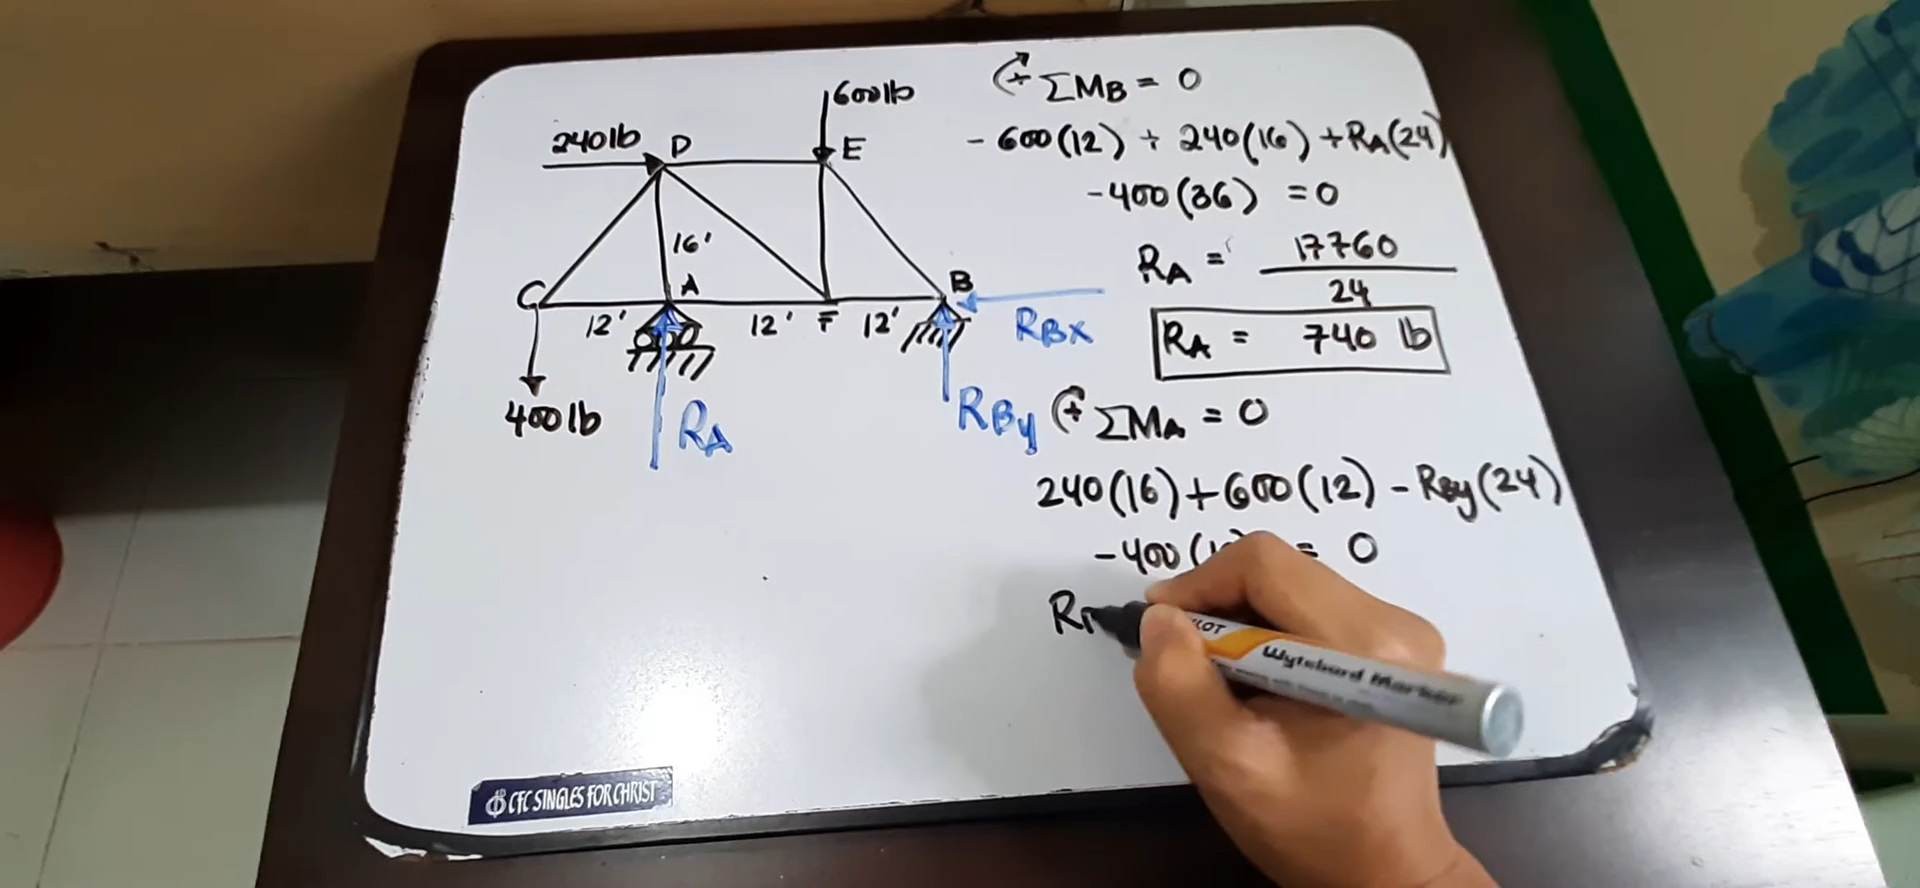 600lb
240lb D E
16'
C A B
12' 12' F 12'
RBx
400lb
RA
RBy
+ ΣMB = 0
- 600(12) + 240(16) + RA(24)
-400(36) = 0
RA = 17760
24
RA = 740 lb
+ ΣMA = 0
240(16)+600(12) - RBy(24)
-400( = 0
R
CFC SINGLES FOR CHRIST
PILOT
Wyteboard Marker